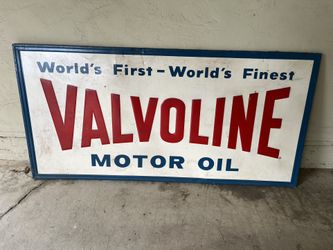 World's First-World's Finest
VALVOLINE
MOTOR OIL